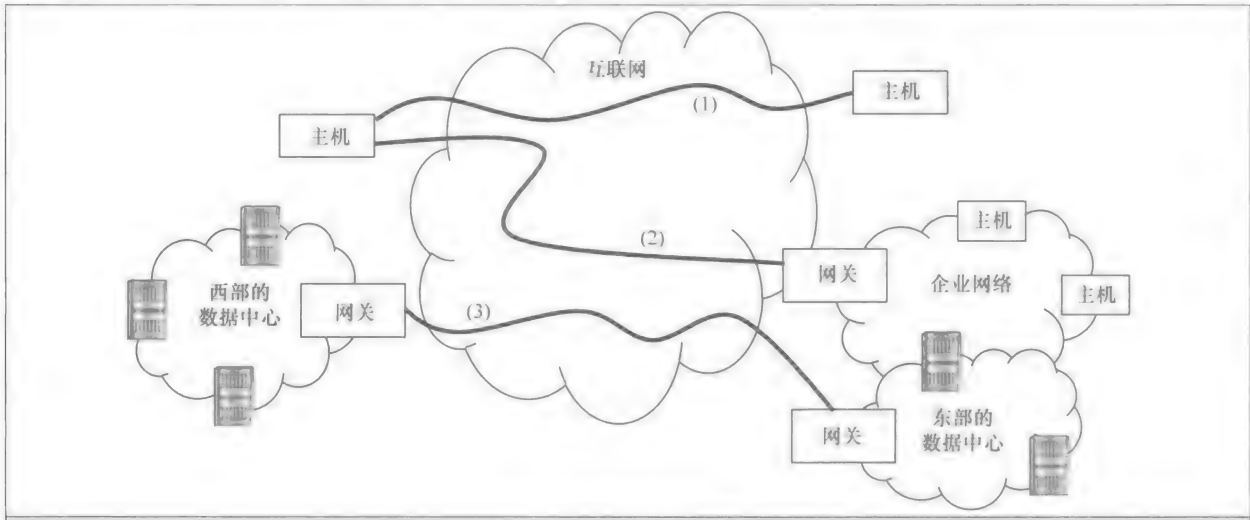 互联网
(1)
主机
主机
(2)
主机
网关
企业网络
主机
西部的
数据中心
网关
(3)
网关
东部的
数据中心